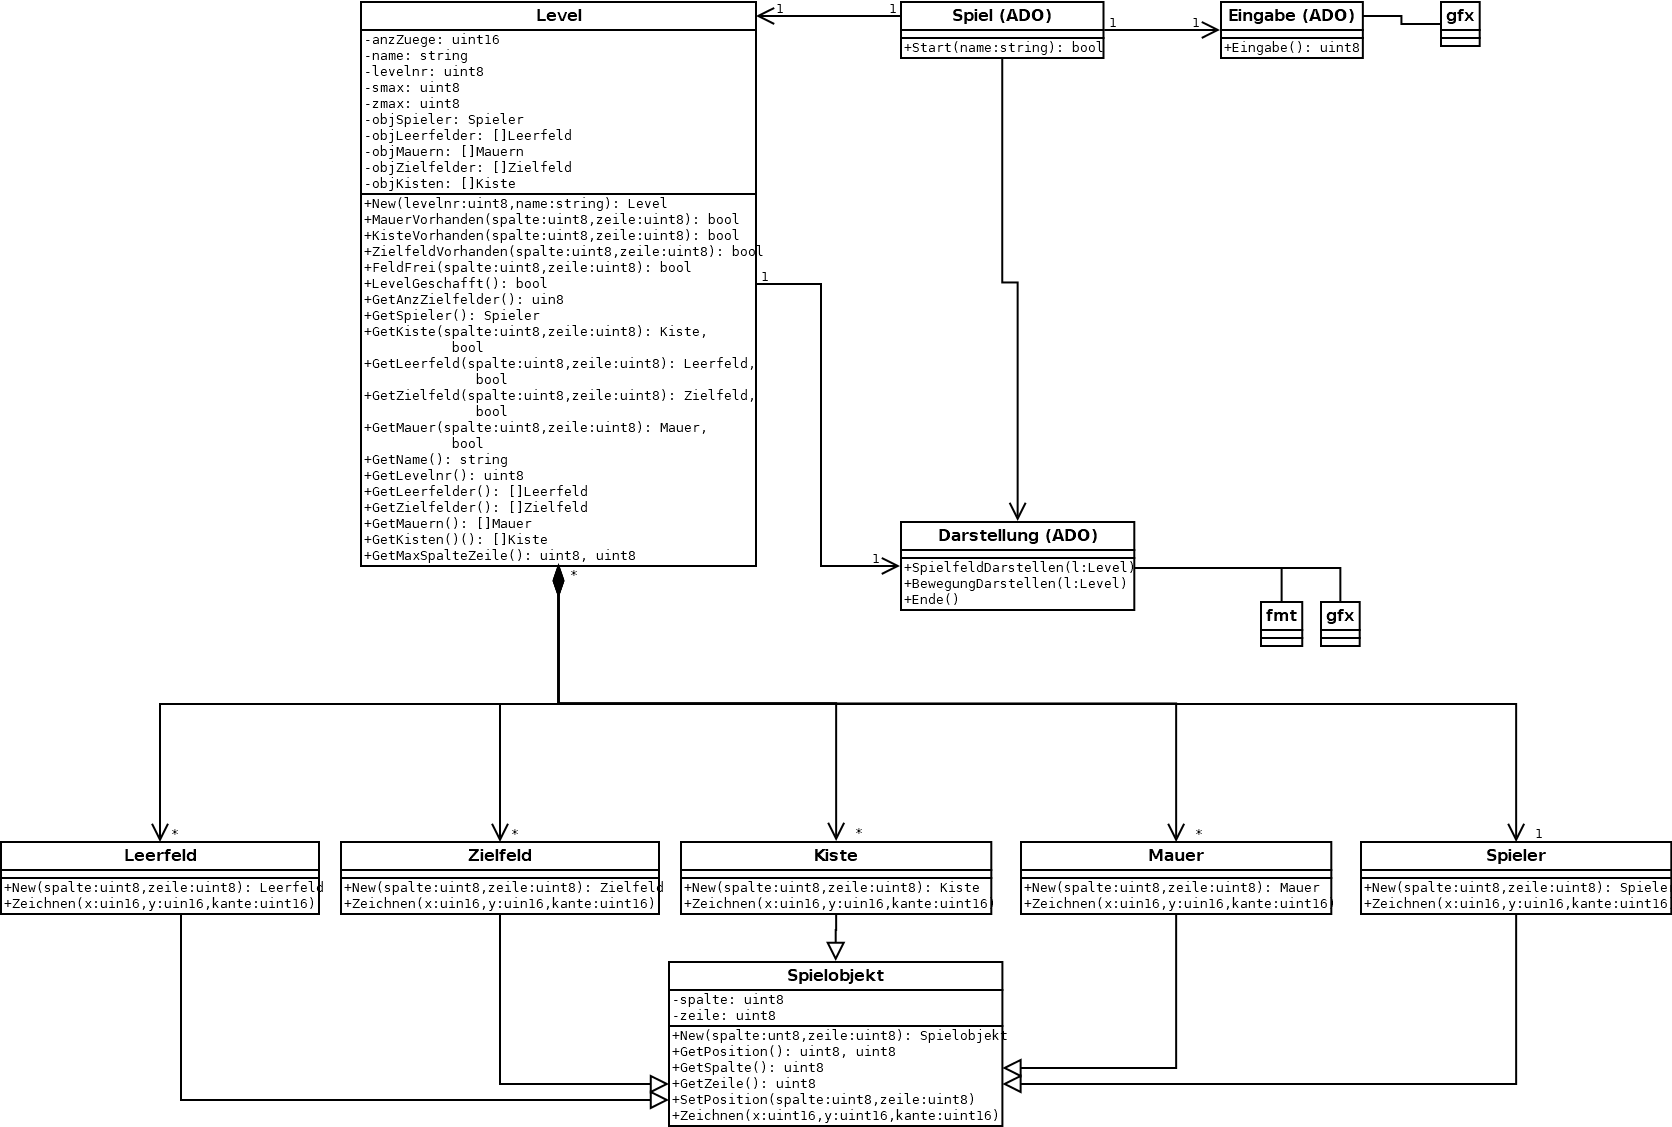 Level
-anzZuege: uint16
-name: string
-levelnr: uint8
-smax: uint8
-zmax: uint8
-objSpieler: Spieler
-objLeerfelder: []Leerfeld
-objMauern: []Mauern
-objZielfelder: []Zielfeld
-objKisten: []Kiste
+New(levelnr:uint8,name:string): Level
+MauerVorhanden(spalte:uint8,zeile:uint8): bool
+KisteVorhanden(spalte:uint8,zeile:uint8): bool
+ZielfeldVorhanden(spalte:uint8,zeile:uint8): bool
+FeldFrei(spalte:uint8,zeile:uint8): bool
+LevelGeschafft(): bool
+GetAnzZielfelder(): uin8
+GetSpieler(): Spieler
+GetKiste(spalte:uint8,zeile:uint8): Kiste,
bool
+GetLeerfeld(spalte:uint8,zeile:uint8): Leerfeld,
bool
+GetZielfeld(spalte:uint8,zeile:uint8): Zielfeld,
bool
+GetMauer(spalte:uint8,zeile:uint8): Mauer,
bool
+GetName(): string
+GetLevelnr(): uint8
+GetLeerfelder(): []Leerfeld
+GetZielfelder(): []Zielfeld
+GetMauern(): []Mauer
+GetKisten()(): []Kiste
+GetMaxSpalteZeile(): uint8, uint8
1
1
Spiel (ADO)
+Start(name:string): bool
1
1
Eingabe (ADO)
+Eingabe(): uint8
gfx
1
1
Darstellung (ADO)
+SpielfeldDarstellen(l:Level)
+BewegungDarstellen(l:Level)
+Ende()
fmt
gfx
*
*
Leerfeld
+New(spalte:uint8,zeile:uint8): Leerfeld
+Zeichnen(x:uin16,y:uin16,kante:uint16)
*
Zielfeld
+New(spalte:uint8,zeile:uint8): Zielfeld
+Zeichnen(x:uin16,y:uin16,kante:uint16)
*
Kiste
+New(spalte:uint8,zeile:uint8): Kiste
+Zeichnen(x:uin16,y:uin16,kante:uint16)
*
Mauer
+New(spalte:uint8,zeile:uint8): Mauer
+Zeichnen(x:uin16,y:uin16,kante:uint16)
1
Spieler
+New(spalte:uint8,zeile:uint8): Spieler
+Zeichnen(x:uin16,y:uin16,kante:uint16)
Spielobjekt
-spalte: uint8
-zeile: uint8
+New(spalte:unt8,zeile:uint8): Spielobjekt
+GetPosition(): uint8, uint8
+GetSpalte(): uint8
+GetZeile(): uint8
+SetPosition(spalte:uint8,zeile:uint8)
+Zeichnen(x:uint16,y:uint16,kante:uint16)